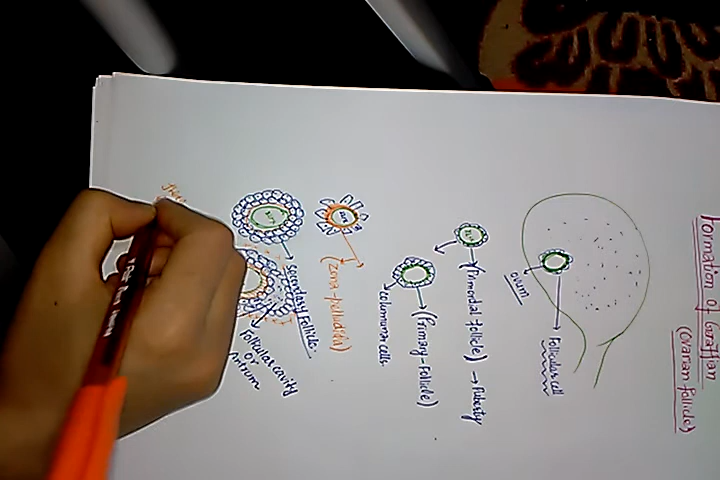 Formation of Graffian
(Ovarian follicles)
Follicular cell
ovum
(Primordial follicle) → Puberty
(Primary-follicle)
columnar cells
(Zona-pellucida)
Secondary Follicle.
Follicular cavity
or
Antrum